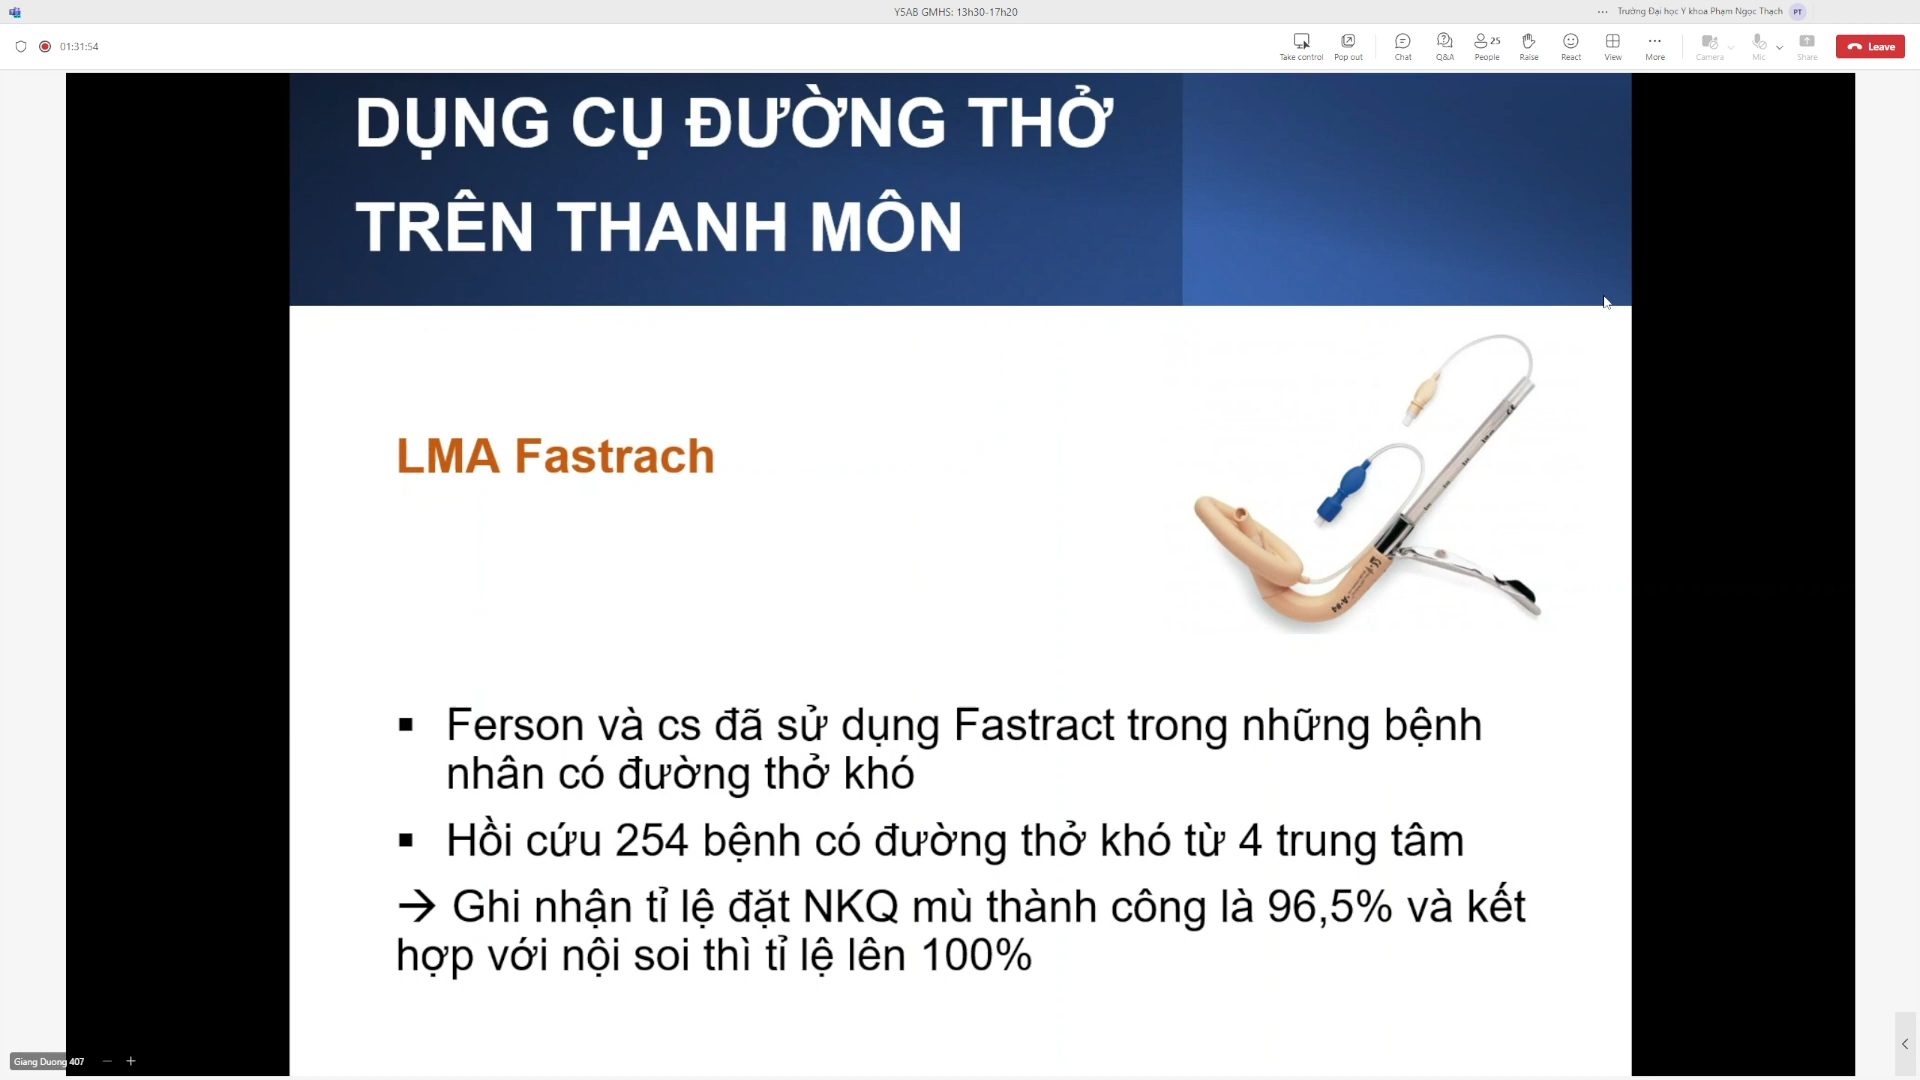 Y5AB GMHS: 13h30-17h20
Trường Đại học Y khoa Phạm Ngọc Thạch PT
01:31:54
Take control Pop out Chat Q&A 25 People Raise React View More Camera Mic Share Leave
DỤNG CỤ ĐƯỜNG THỞ
TRÊN THANH MÔN
LMA Fastrach
▪ Ferson và cs đã sử dụng Fastract trong những bệnh
nhân có đường thở khó
▪ Hồi cứu 254 bệnh có đường thở khó từ 4 trung tâm
→ Ghi nhận tỉ lệ đặt NKQ mù thành công là 96,5% và kết
hợp với nội soi thì tỉ lệ lên 100%
Giang Duong 407